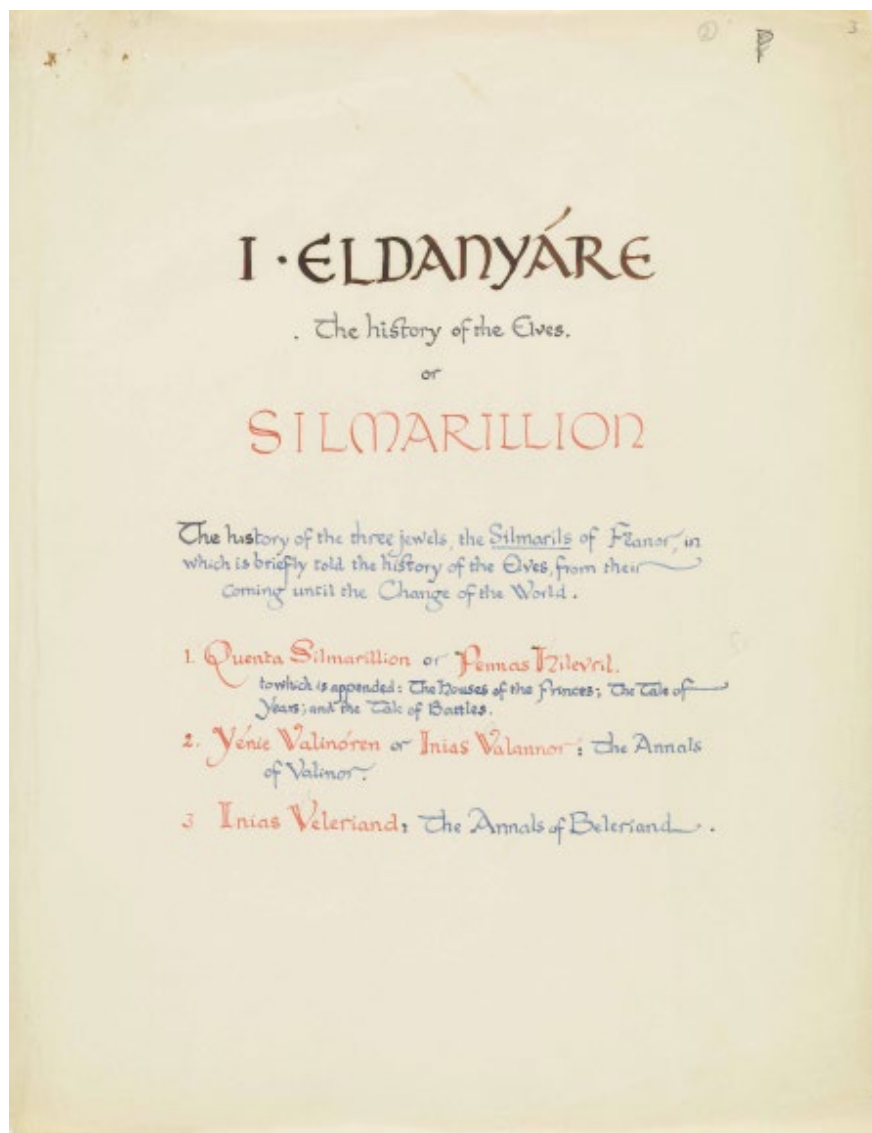 ② 3
I · ELDANYÁRE
. The history of the Elves.
or
SILMARILLION
The history of the three jewels, the Silmarils of Fëanor, in
which is briefly told the history of the Elves, from their
coming until the Change of the World.
1. Quenta Silmarillion or Pennas Hilevril.
to which is appended: The Houses of the Princes; The Tale of
Years; and the Tale of Battles.
2. Yénie Valinóren or Inias Valannor: The Annals
of Valinor.
3 Inias Veleriand: The Annals of Beleriand.